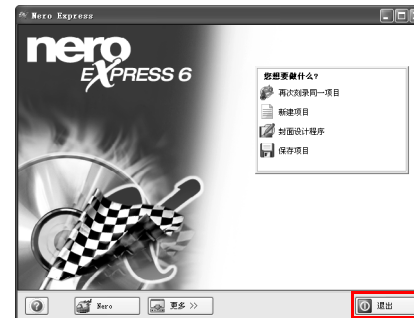 Nero Express
nero
EXPRESS 6
您想要做什么?
再次刻录同一项目
新建项目
封面设计程序
保存项目
Nero
更多 >>
退出